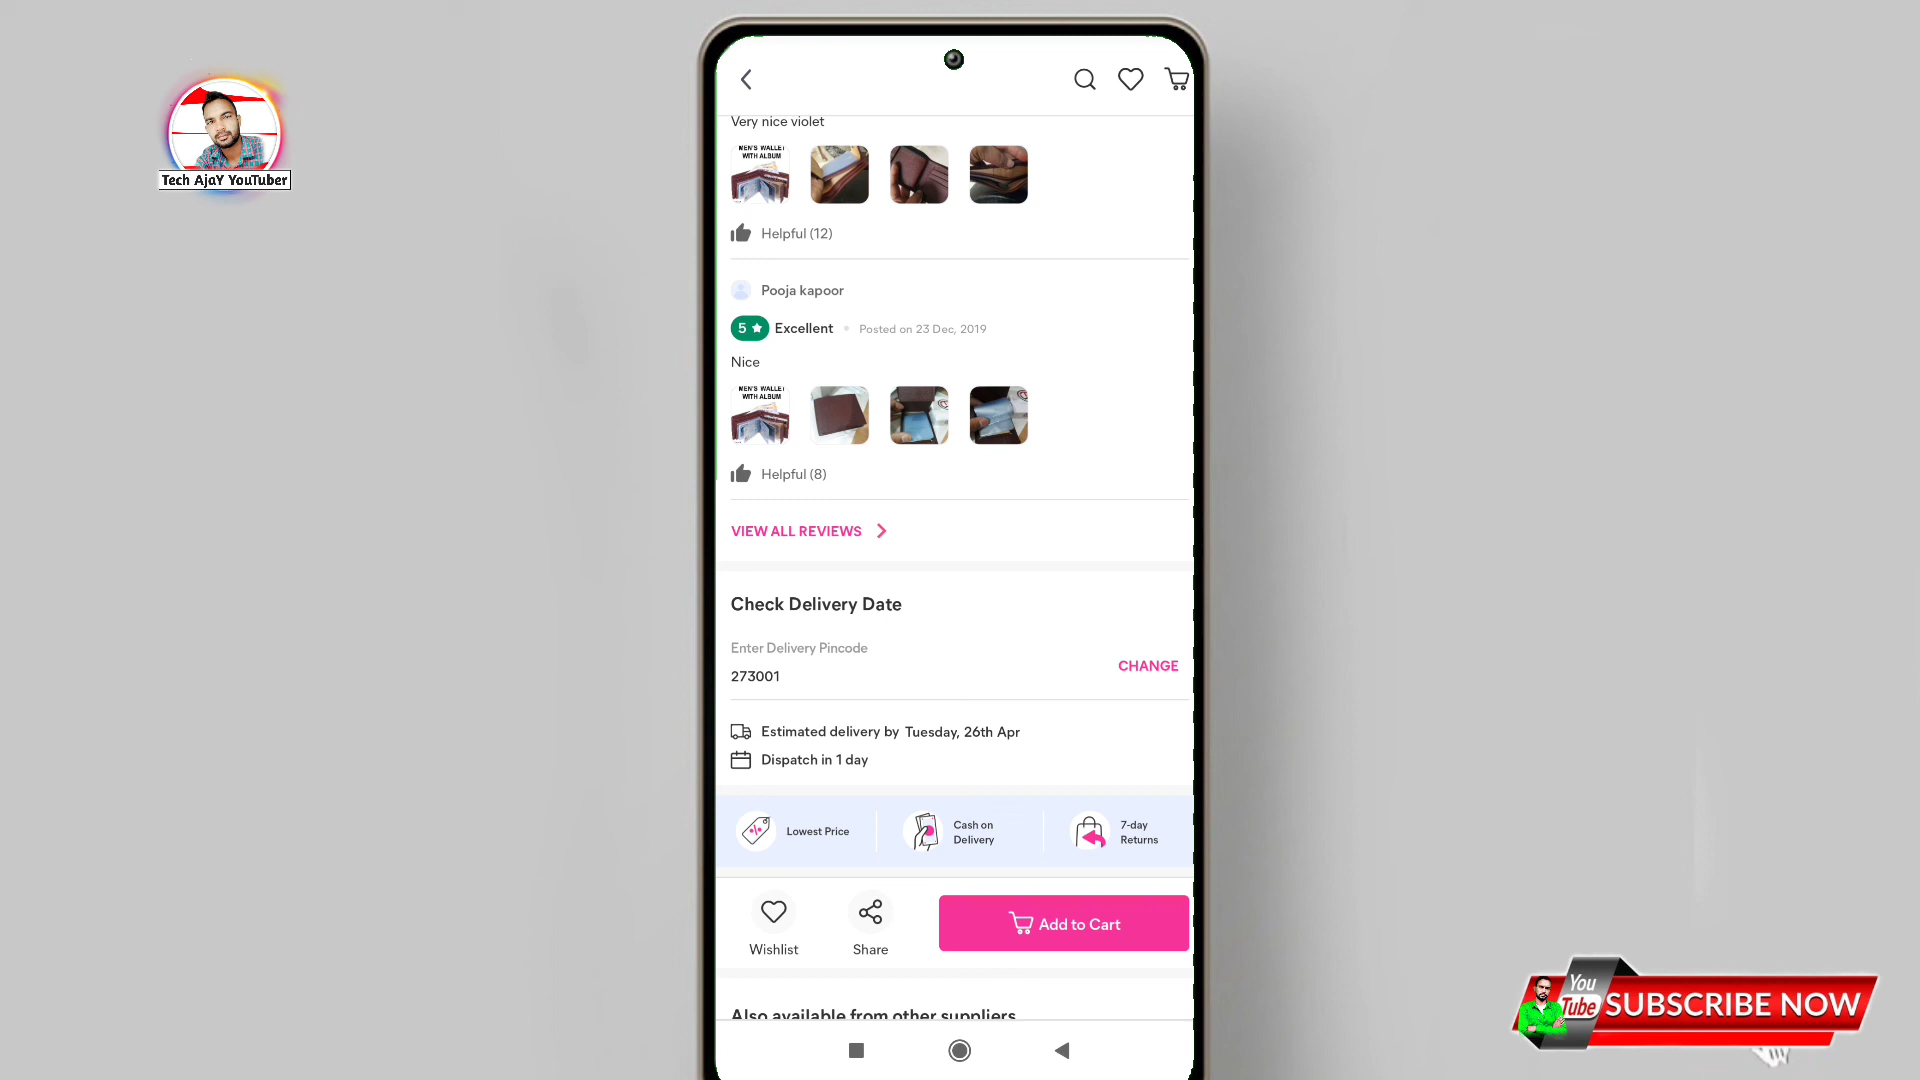 Tech AjaY YouTuber
Very nice violet
MEN'S WALLET
WITH ALBUM
Helpful (12)
Pooja kapoor
5 Excellent • Posted on 23 Dec, 2019
Nice
MEN'S WALLET
WITH ALBUM
Helpful (8)
VIEW ALL REVIEWS
Check Delivery Date
Enter Delivery Pincode
273001
CHANGE
Estimated delivery by Tuesday, 26th Apr
Dispatch in 1 day
Lowest Price
Cash on
Delivery
7-day
Returns
Wishlist
Share
Add to Cart
Also available from other suppliers
You
Tube
SUBSCRIBE NOW